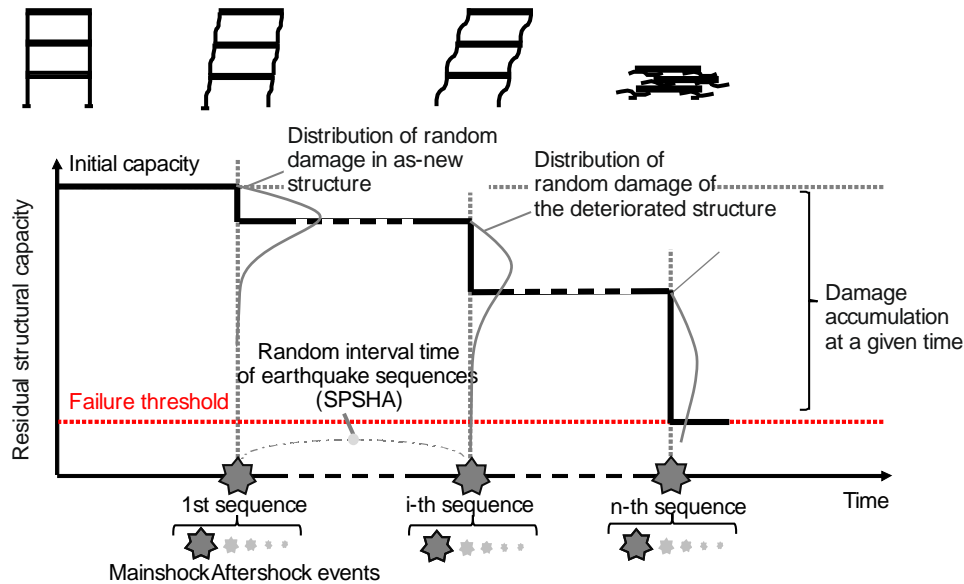 Distribution of random
damage in as-new
structure
Initial capacity
Distribution of
random damage of
the deteriorated structure
Residual structural capacity
Damage
accumulation
at a given time
Random interval time
of earthquake sequences
(SPSHA)
Failure threshold
Time
1st sequence
i-th sequence
n-th sequence
Mainshock Aftershock events